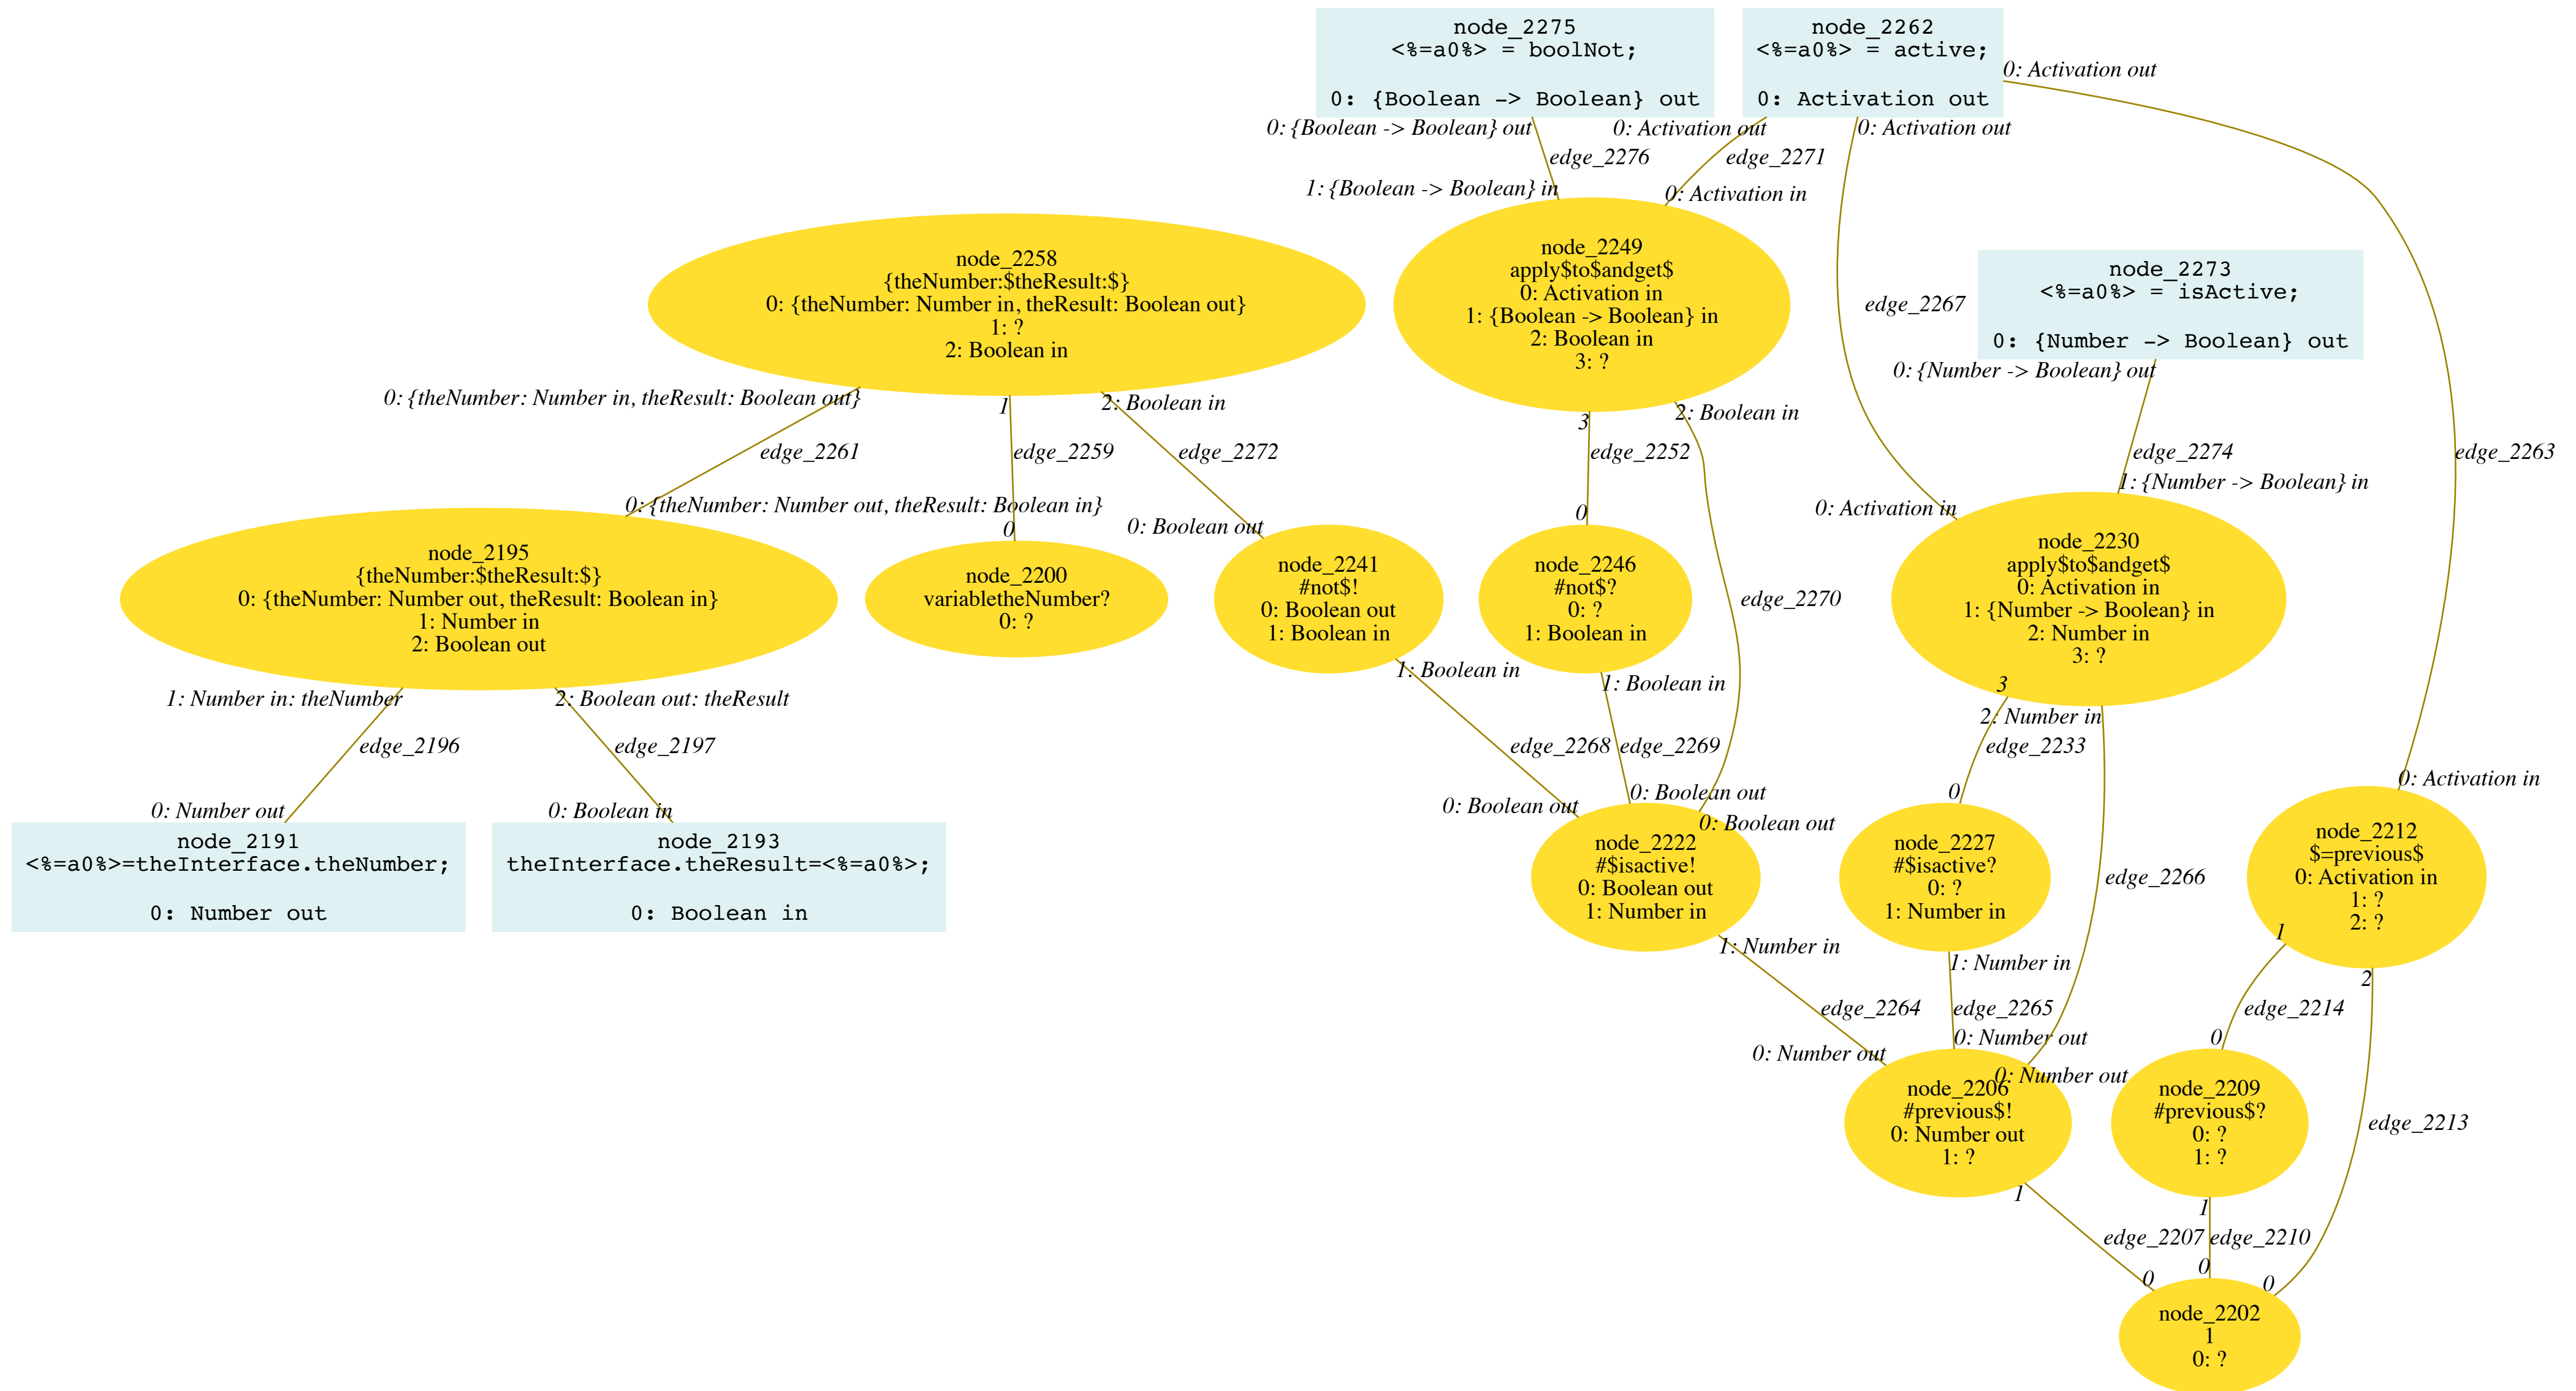 node_2275
<%=a0%> = boolNot;
0: {Boolean -> Boolean} out
node_2262
<%=a0%> = active;
0: Activation out
0: Activation out
0: {Boolean -> Boolean} out
0: Activation out
0: Activation out
edge_2276
edge_2271
1: {Boolean -> Boolean} in
0: Activation in
node_2258
{theNumber:$theResult:$}
0: {theNumber: Number in, theResult: Boolean out}
1: ?
2: Boolean in
node_2249
apply$to$andget$
0: Activation in
1: {Boolean -> Boolean} in
2: Boolean in
3: ?
edge_2267
node_2273
<%=a0%> = isActive;
0: {Number -> Boolean} out
0: {Number -> Boolean} out
0: {theNumber: Number in, theResult: Boolean out}
1
2: Boolean in
3
2: Boolean in
edge_2261
edge_2259
edge_2272
edge_2252
edge_2274
edge_2263
0: {theNumber: Number out, theResult: Boolean in}
0
0: Boolean out
0
0: Activation in
1: {Number -> Boolean} in
node_2195
{theNumber:$theResult:$}
0: {theNumber: Number out, theResult: Boolean in}
1: Number in
2: Boolean out
node_2200
variabletheNumber?
0: ?
node_2241
#not$!
0: Boolean out
1: Boolean in
node_2246
#not$?
0: ?
1: Boolean in
edge_2270
node_2230
apply$to$andget$
0: Activation in
1: {Number -> Boolean} in
2: Number in
3: ?
1: Number in: theNumber
2: Boolean out: theResult
1: Boolean in
1: Boolean in
3
2: Number in
edge_2196
edge_2197
edge_2268
edge_2269
edge_2233
0: Number out
0: Boolean in
0: Boolean out
0: Boolean out
0: Boolean out
0
0: Activation in
node_2191
<%=a0%>=theInterface.theNumber;
0: Number out
node_2193
theInterface.theResult=<%=a0%>;
0: Boolean in
node_2222
#$isactive!
0: Boolean out
1: Number in
node_2227
#$isactive?
0: ?
1: Number in
edge_2266
node_2212
$=previous$
0: Activation in
1: ?
2: ?
1: Number in
1: Number in
1
2
edge_2264
edge_2265
edge_2214
0: Number out
0: Number out
0: Number out
0
node_2206
#previous$!
0: Number out
1: ?
node_2209
#previous$?
0: ?
1: ?
edge_2213
1
1
edge_2207
edge_2210
0
0
0
node_2202
1
0: ?